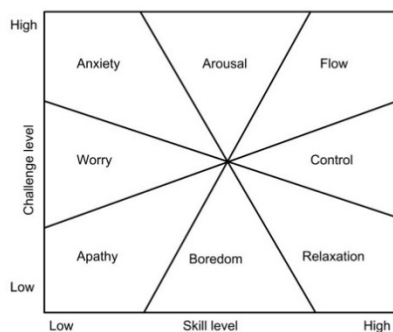 High
Anxiety
Arousal
Flow
Challenge level
Worry
Control
Apathy
Boredom
Relaxation
Low
Low
Skill level
High